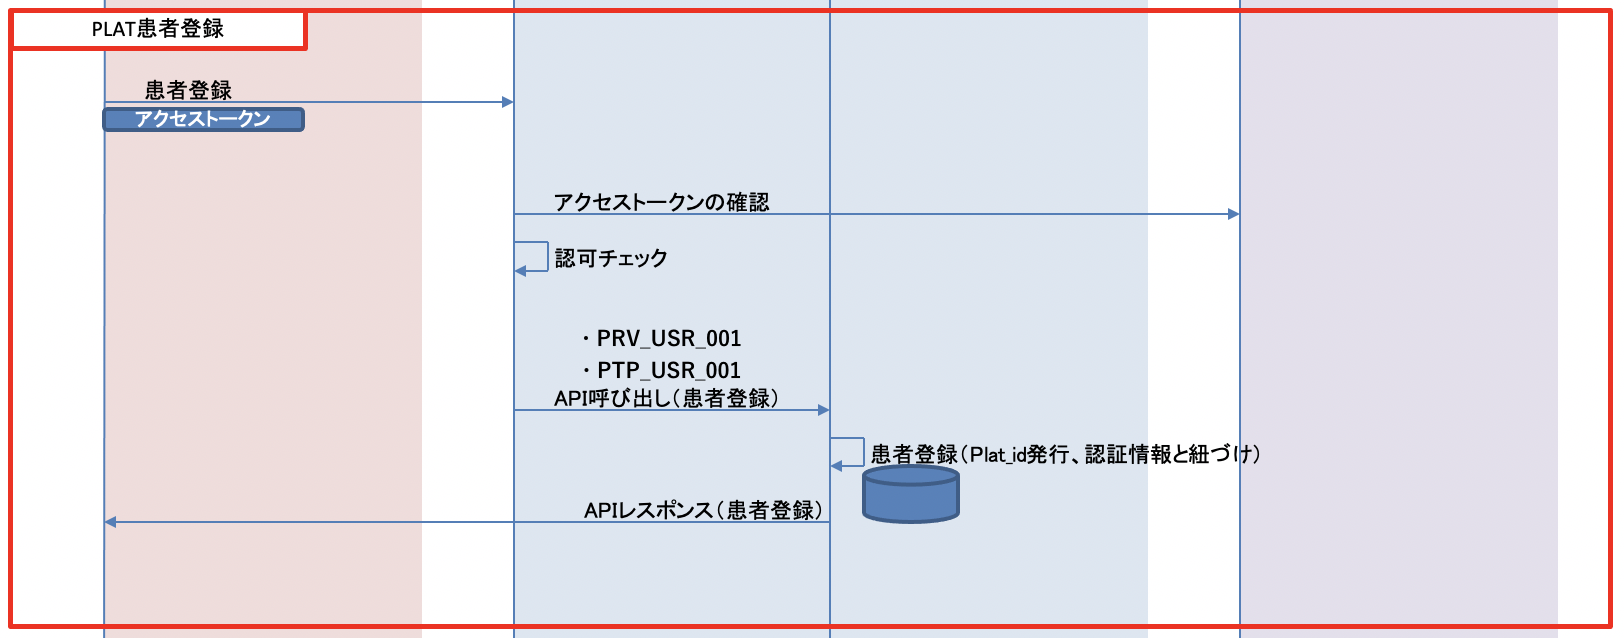 PLAT患者登録
患者登録
アクセストークン
アクセストークンの確認
認可チェック
・PRV_USR_001
・PTP_USR_001
API呼び出し（患者登録）
患者登録（Plat_id発行、認証情報と紐づけ）
APIレスポンス（患者登録）